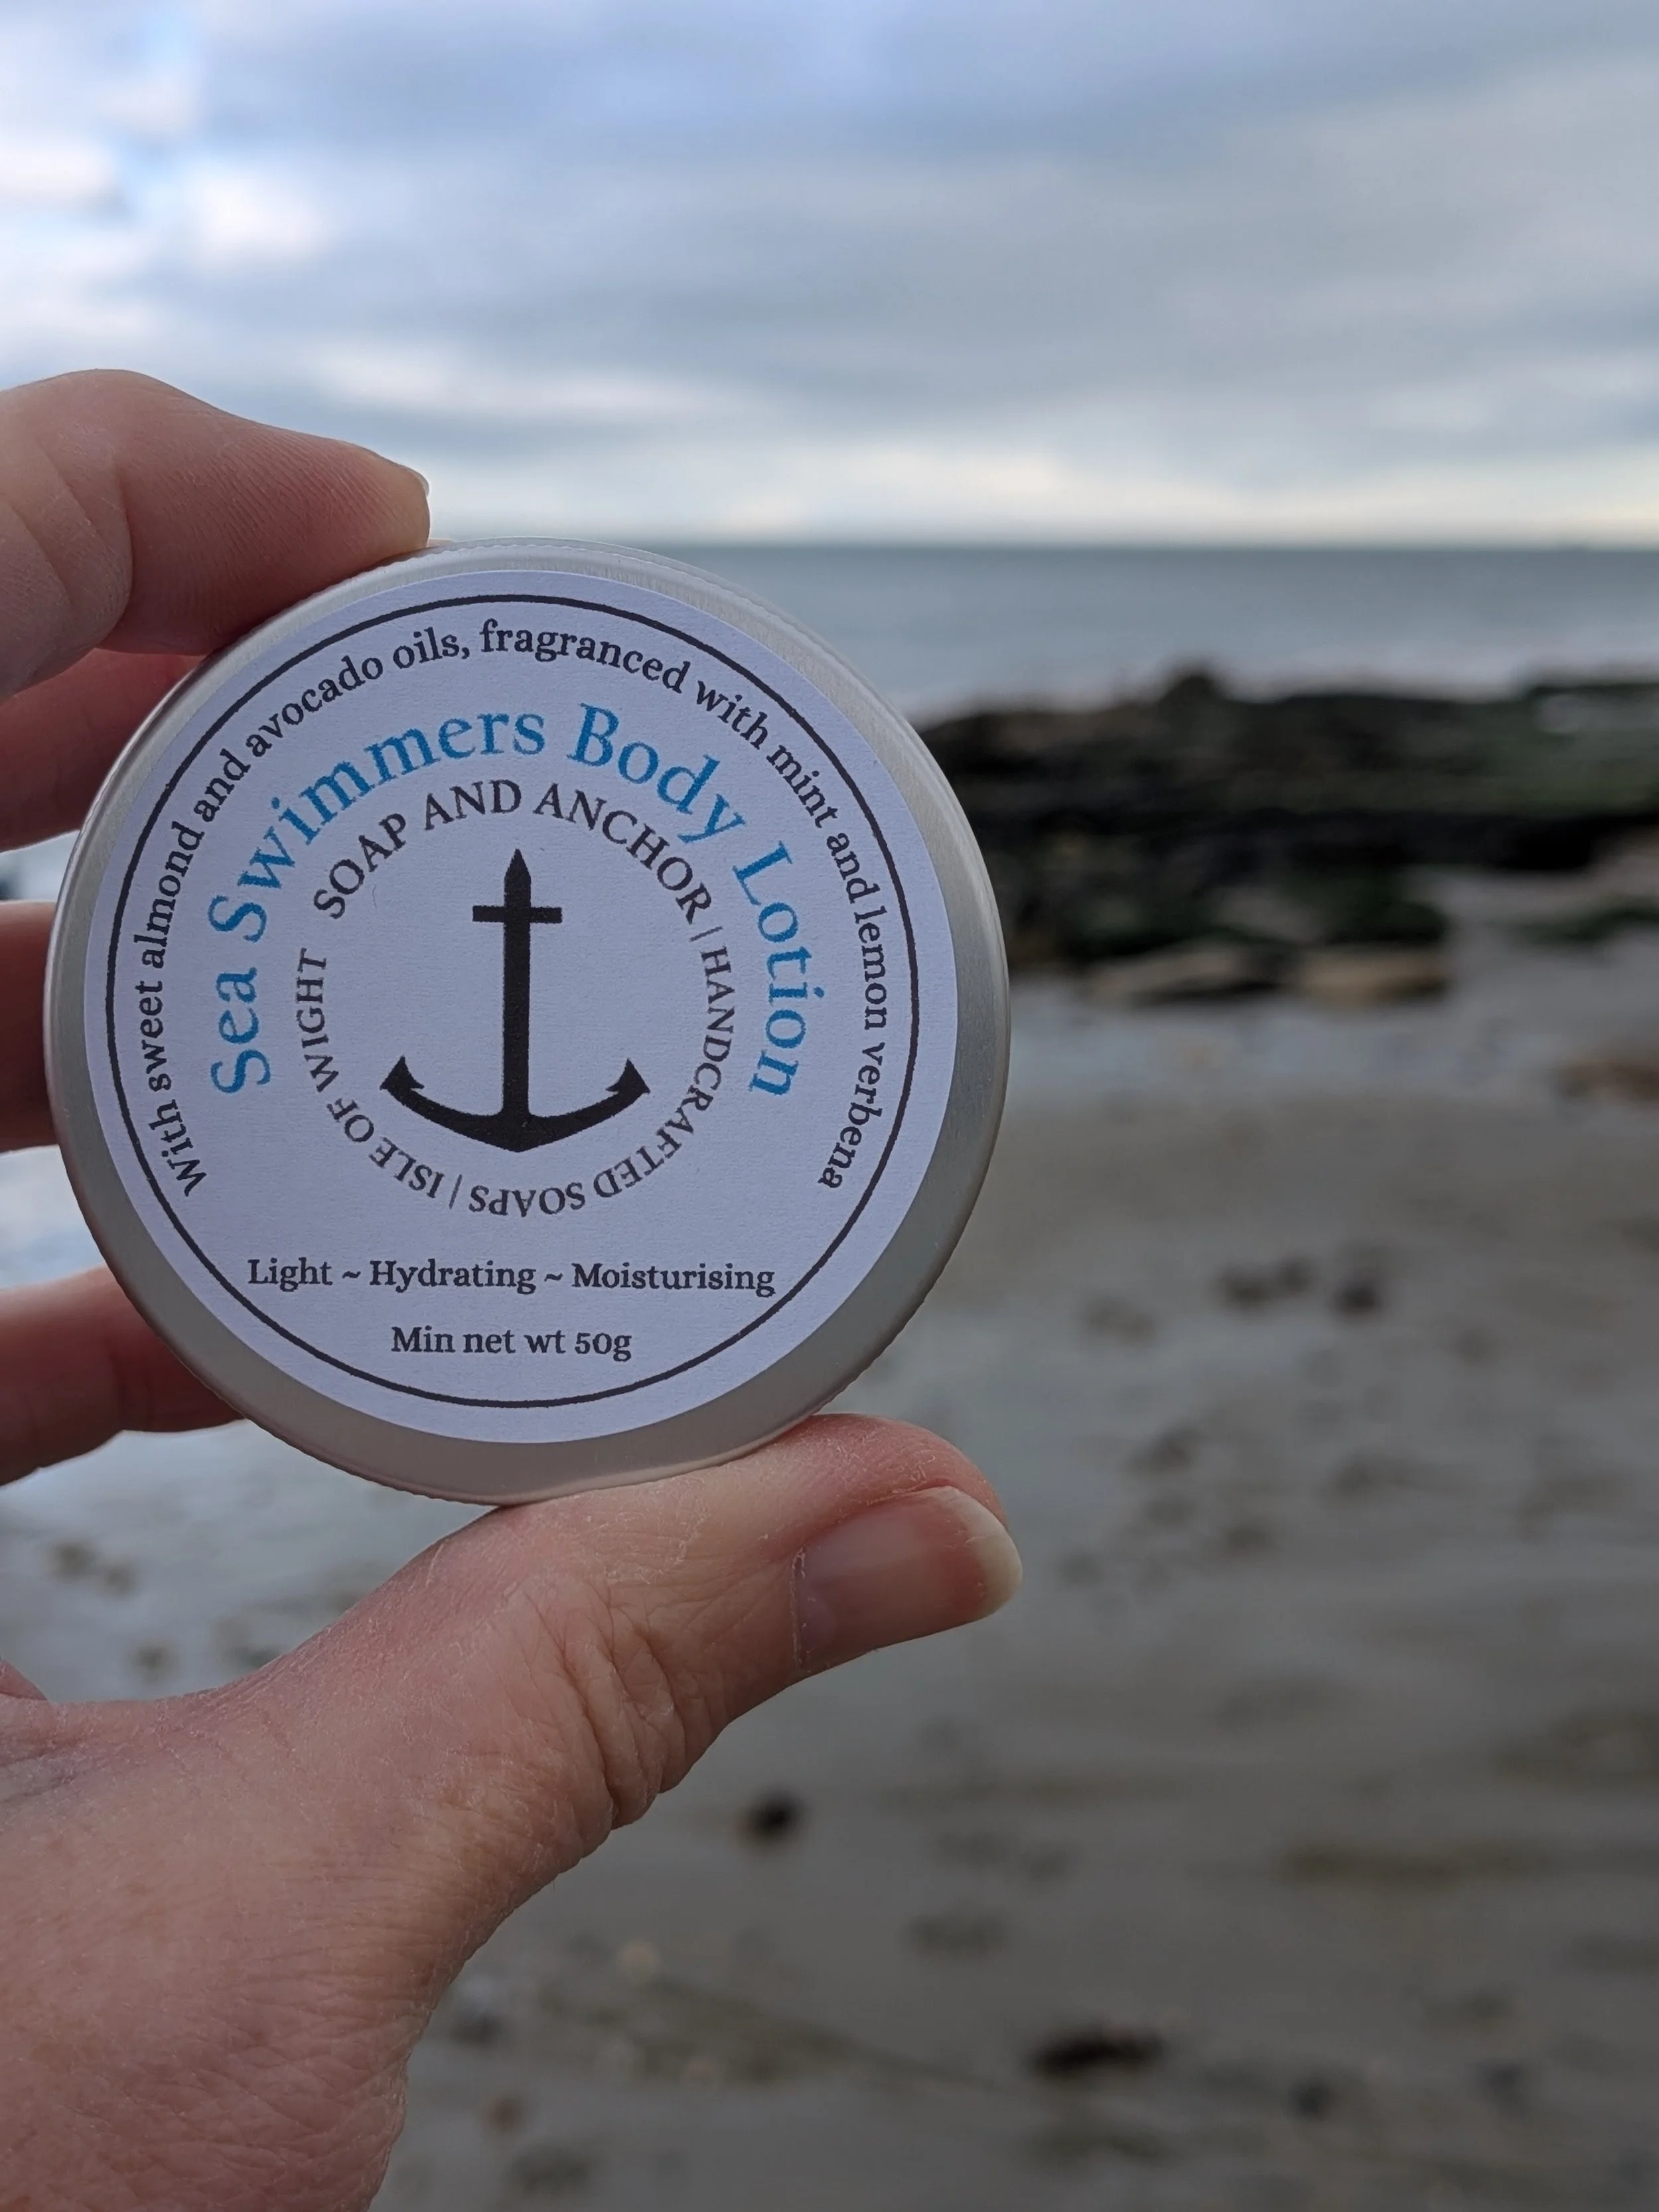 With sweet almond and avocado oils, fragranced with mint and lemon verbena
Sea Swimmers Body Lotion
SOAP AND ANCHOR | HANDCRAFTED SOAPS | ISLE OF WIGHT
Light ~ Hydrating ~ Moisturising
Min net wt 50g